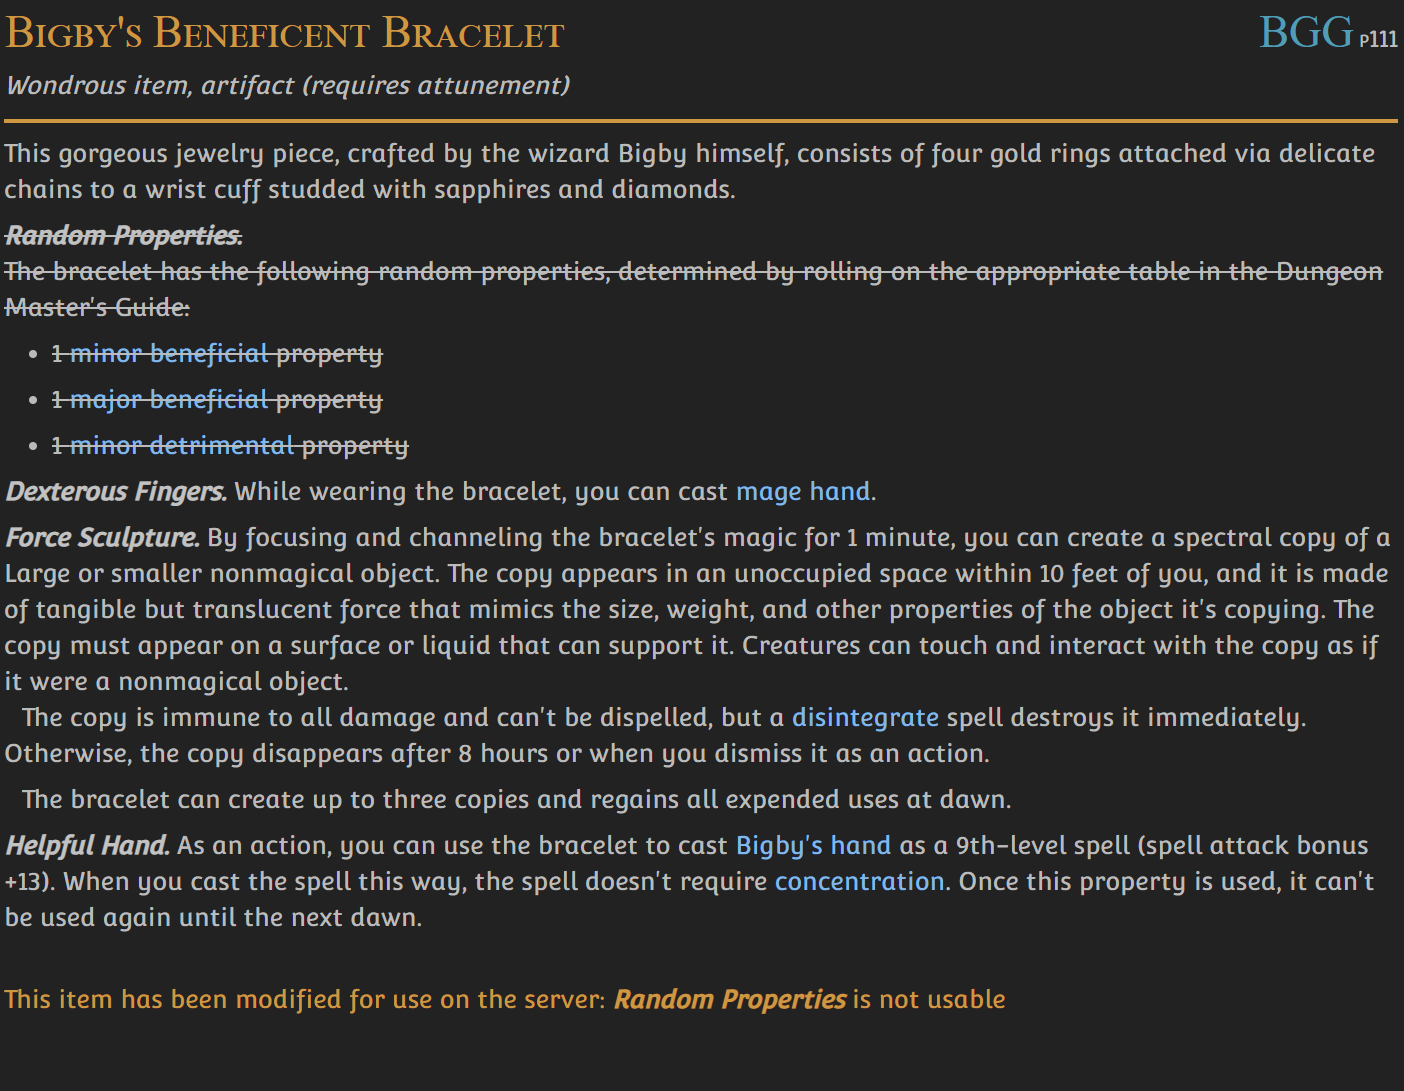 Bigby's Beneficent Bracelet BGG p111
Wondrous item, artifact (requires attunement)
This gorgeous jewelry piece, crafted by the wizard Bigby himself, consists of four gold rings attached via delicate
chains to a wrist cuff studded with sapphires and diamonds.
Random Properties.
The bracelet has the following random properties, determined by rolling on the appropriate table in the Dungeon
Master's Guide:
• 1 minor beneficial property
• 1 major beneficial property
• 1 minor detrimental property
Dexterous Fingers. While wearing the bracelet, you can cast mage hand.
Force Sculpture. By focusing and channeling the bracelet's magic for 1 minute, you can create a spectral copy of a
Large or smaller nonmagical object. The copy appears in an unoccupied space within 10 feet of you, and it is made
of tangible but translucent force that mimics the size, weight, and other properties of the object it's copying. The
copy must appear on a surface or liquid that can support it. Creatures can touch and interact with the copy as if
it were a nonmagical object.
The copy is immune to all damage and can't be dispelled, but a disintegrate spell destroys it immediately.
Otherwise, the copy disappears after 8 hours or when you dismiss it as an action.
The bracelet can create up to three copies and regains all expended uses at dawn.
Helpful Hand. As an action, you can use the bracelet to cast Bigby's hand as a 9th-level spell (spell attack bonus
+13). When you cast the spell this way, the spell doesn't require concentration. Once this property is used, it can't
be used again until the next dawn.
This item has been modified for use on the server: Random Properties is not usable